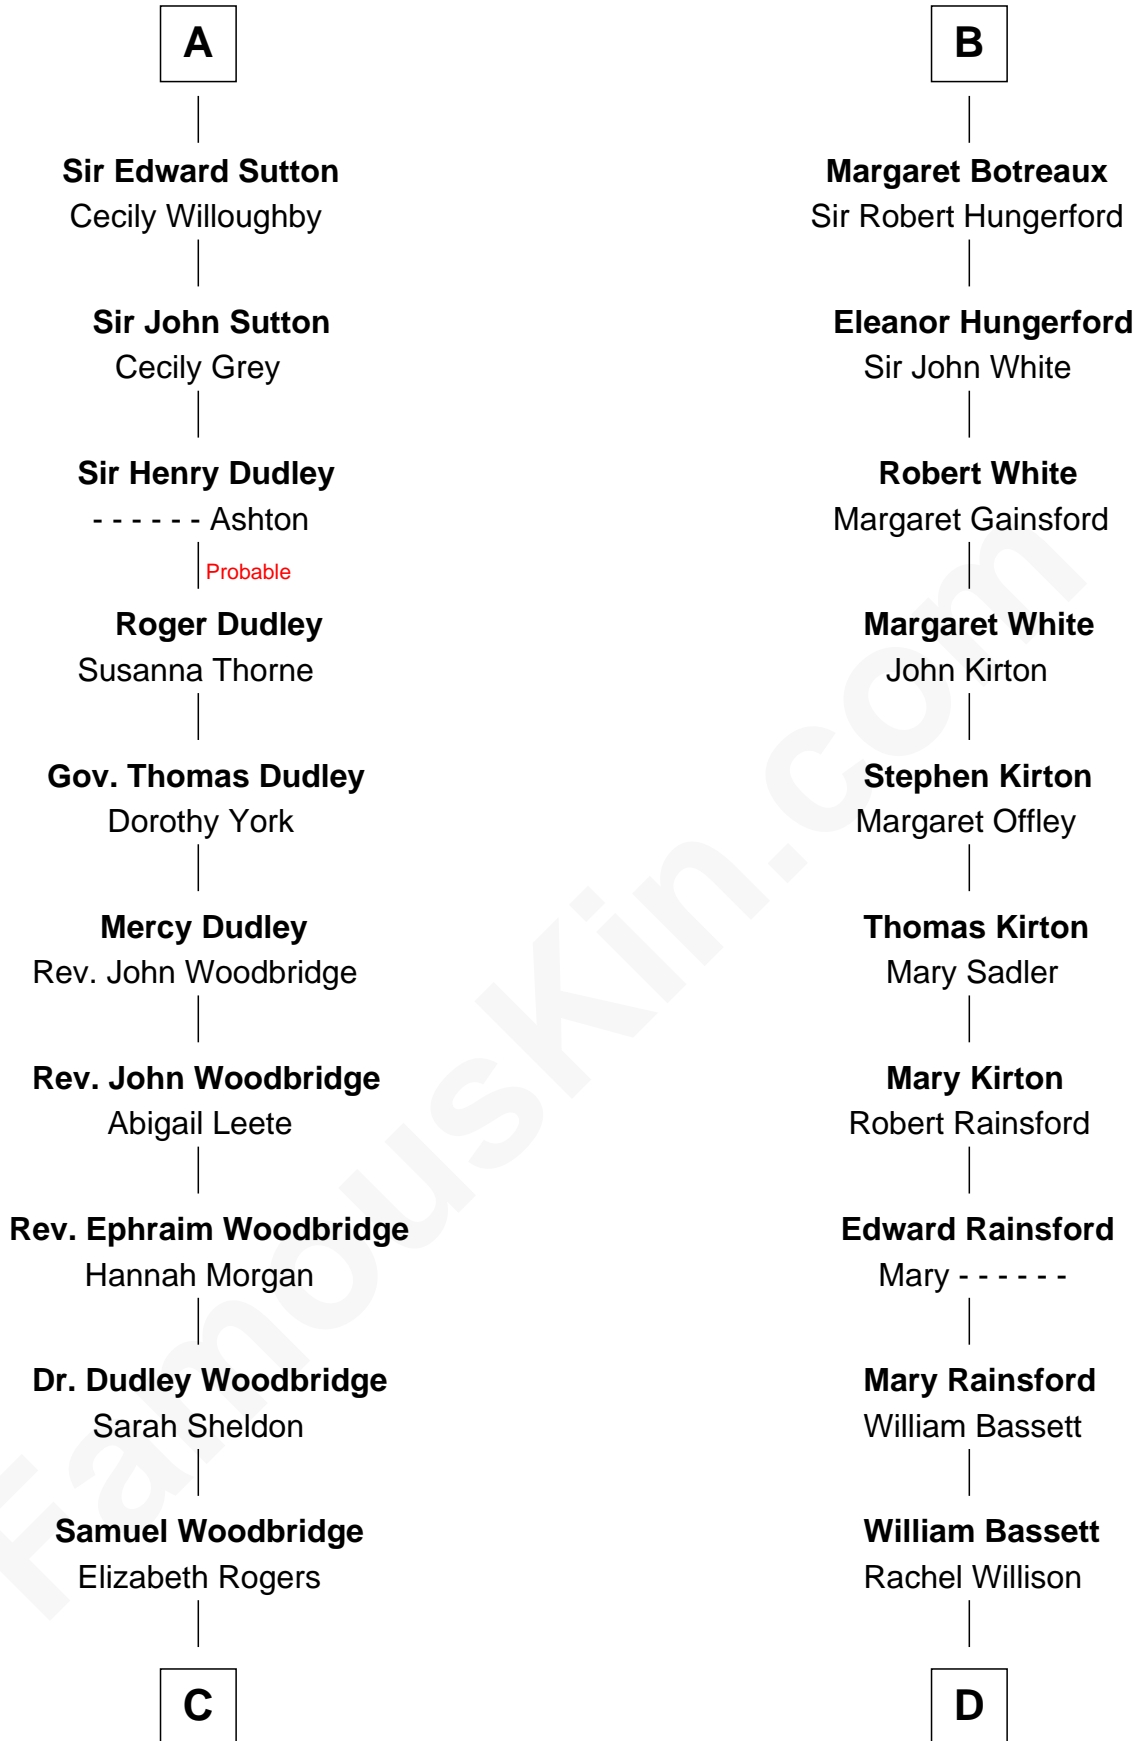 A
Sir Edward Sutton
Cecily Willoughby
Sir John Sutton
Cecily Grey
Sir Henry Dudley
- - - - - - Ashton
Probable
Roger Dudley
Susanna Thorne
Gov. Thomas Dudley
Dorothy York
Mercy Dudley
Rev. John Woodbridge
Rev. John Woodbridge
Abigail Leete
Rev. Ephraim Woodbridge
Hannah Morgan
Dr. Dudley Woodbridge
Sarah Sheldon
Samuel Woodbridge
Elizabeth Rogers
C
B
Margaret Botreaux
Sir Robert Hungerford
Eleanor Hungerford
Sir John White
Robert White
Margaret Gainsford
Margaret White
John Kirton
Stephen Kirton
Margaret Offley
Thomas Kirton
Mary Sadler
Mary Kirton
Robert Rainsford
Edward Rainsford
Mary - - - - - -
Mary Rainsford
William Bassett
William Bassett
Rachel Willison
D
FamousKin.com